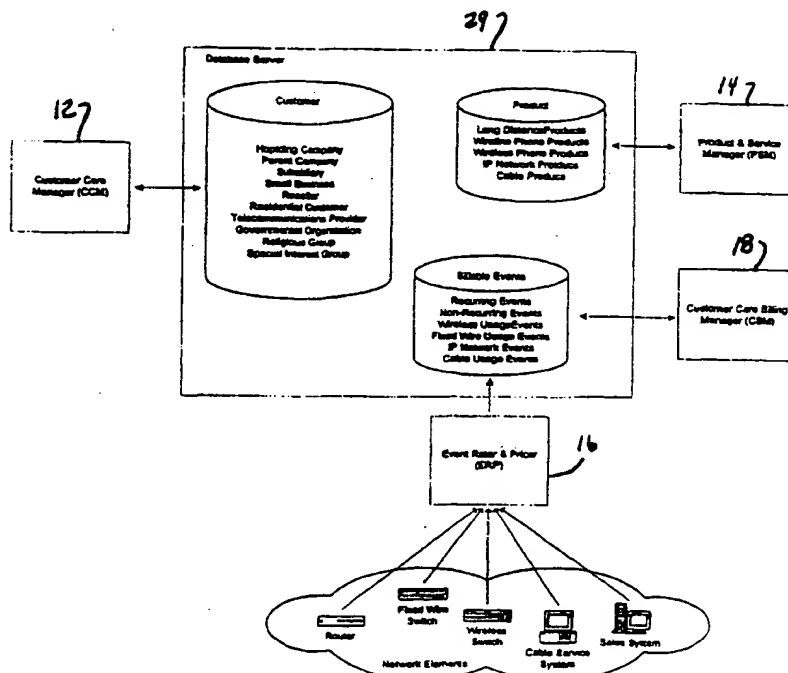 29
Database Server
12
Customer Care
Manager (CCM)
Customer
Hoplding Company
Parent Company
Subsidiary
Small Business
Reseller
Residential Customer
Telecommunications Provider
Governmental Organization
Religious Group
Special Interest Group
Product
Long DistanceProducts
Wireline Phone Products
Wireless Phone Products
IP Network Products
Cable Products
14
Product & Service
Manager (PSM)
Billable Events
Recurring Events
Non-Recurring Events
Wireless UsageEvents
Fixed Wire Usage Events
IP Network Events
Cable Usage Events
18
Customer Care Billing
Manager (CBM)
Event Rater & Pricer
(ERP)
16
Router
Fixed Wire
Switch
Wireless
Switch
Cable Service
System
Sales System
Network Elements